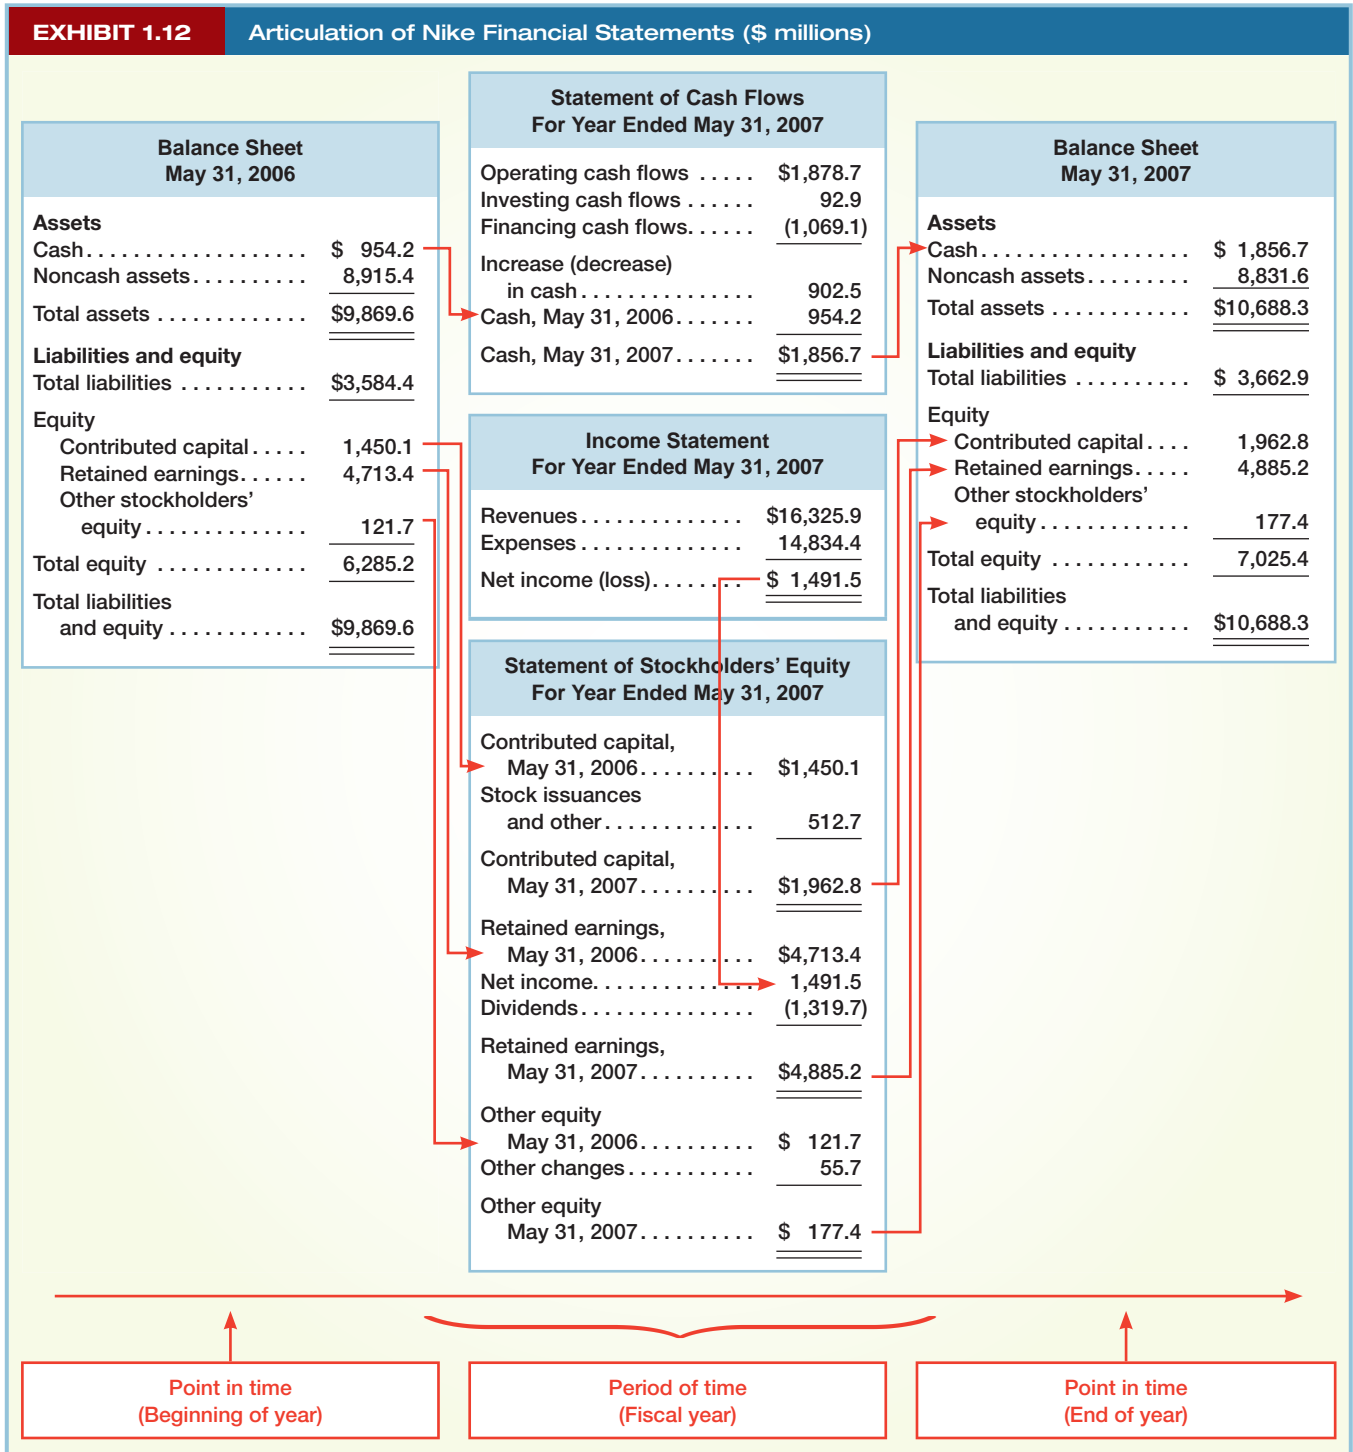 EXHIBIT 1.12 Articulation of Nike Financial Statements ($ millions)
Balance Sheet
May 31, 2006
Assets
Cash.................... $ 954.2
Noncash assets.......... 8,915.4
Total assets ............. $9,869.6
Liabilities and equity
Total liabilities ........... $3,584.4
Equity
Contributed capital..... 1,450.1
Retained earnings...... 4,713.4
Other stockholders'
equity.............. 121.7
Total equity ............. 6,285.2
Total liabilities
and equity ............ $9,869.6
Statement of Cash Flows
For Year Ended May 31, 2007
Operating cash flows ..... $1,878.7
Investing cash flows ...... 92.9
Financing cash flows...... (1,069.1)
Increase (decrease)
in cash............... 902.5
Cash, May 31, 2006....... 954.2
Cash, May 31, 2007....... $1,856.7
Income Statement
For Year Ended May 31, 2007
Revenues.............. $16,325.9
Expenses.............. 14,834.4
Net income (loss)........ $ 1,491.5
Statement of Stockholders' Equity
For Year Ended May 31, 2007
Contributed capital,
May 31, 2006.......... $1,450.1
Stock issuances
and other............. 512.7
Contributed capital,
May 31, 2007.......... $1,962.8
Retained earnings,
May 31, 2006.......... $4,713.4
Net income.............. 1,491.5
Dividends............... (1,319.7)
Retained earnings,
May 31, 2007.......... $4,885.2
Other equity
May 31, 2006.......... $ 121.7
Other changes........... 55.7
Other equity
May 31, 2007.......... $ 177.4
Balance Sheet
May 31, 2007
Assets
Cash.................. $ 1,856.7
Noncash assets......... 8,831.6
Total assets ............ $10,688.3
Liabilities and equity
Total liabilities .......... $ 3,662.9
Equity
Contributed capital.... 1,962.8
Retained earnings..... 4,885.2
Other stockholders'
equity............. 177.4
Total equity ............ 7,025.4
Total liabilities
and equity ........... $10,688.3
Point in time
(Beginning of year)
Period of time
(Fiscal year)
Point in time
(End of year)